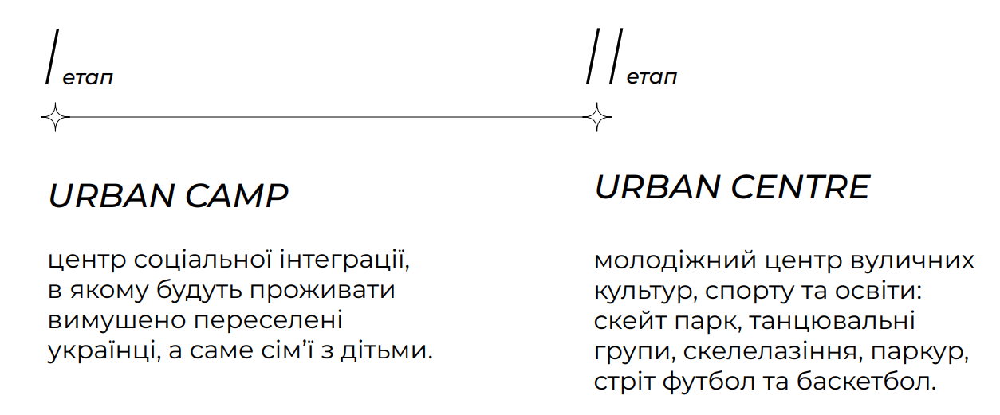 I етап
II етап
URBAN CAMP
центр соціальної інтеграції,
в якому будуть проживати
вимушено переселені
українці, а саме сім’ї з дітьми.
URBAN CENTRE
молодіжний центр вуличних
культур, спорту та освіти:
скейт парк, танцювальні
групи, скелелазіння, паркур,
стріт футбол та баскетбол.